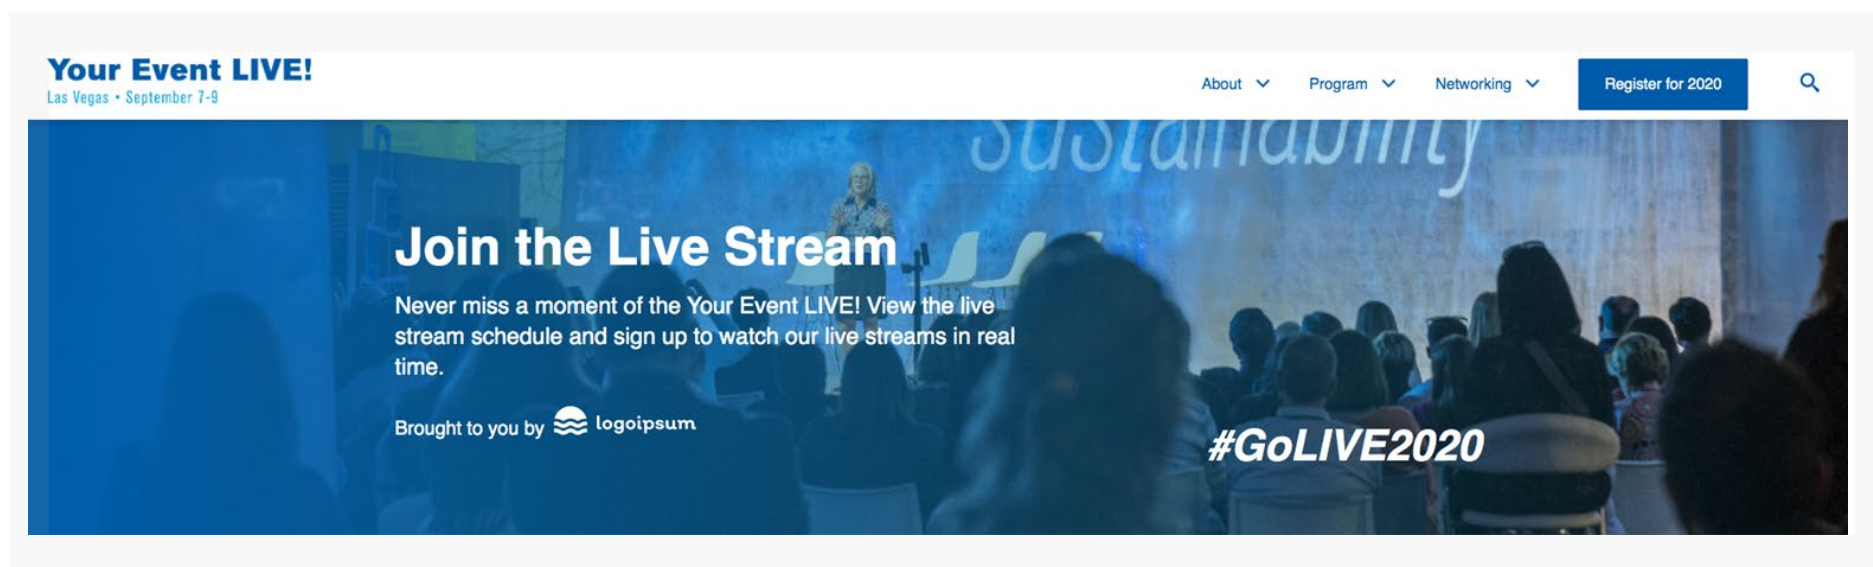 Your Event LIVE!
Las Vegas • September 7-9
About
Program
Networking
Register for 2020
sustainability
Join the Live Stream
Never miss a moment of the Your Event LIVE! View the live
stream schedule and sign up to watch our live streams in real
time.
Brought to you by logoipsum
#GoLIVE2020